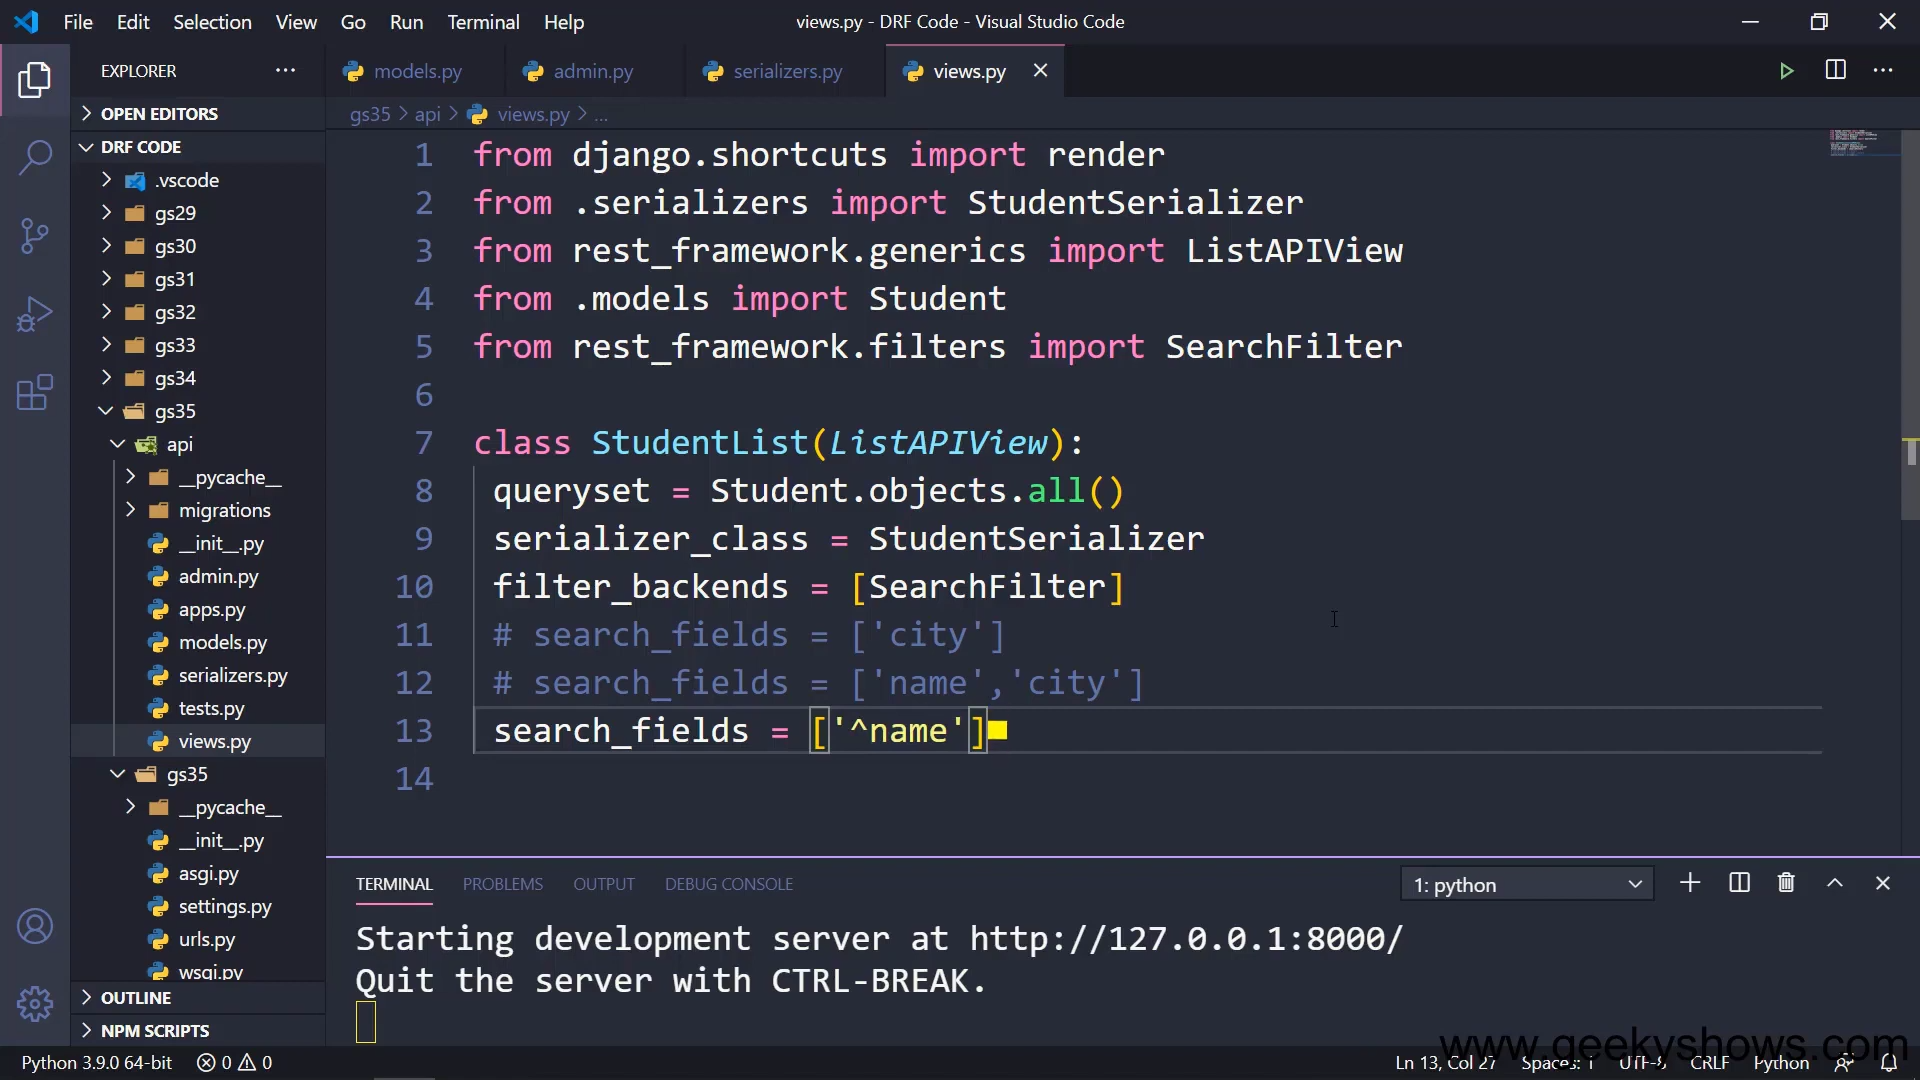 File Edit Selection View Go Run Terminal Help
views.py - DRF Code - Visual Studio Code
EXPLORER
models.py admin.py serializers.py views.py
OPEN EDITORS
gs35 > api > views.py > ...
DRF CODE
.vscode
gs29
gs30
gs31
gs32
gs33
gs34
gs35
api
__pycache__
migrations
__init__.py
admin.py
apps.py
models.py
serializers.py
tests.py
views.py
gs35
__pycache__
__init__.py
asgi.py
settings.py
urls.py
wsgi.py
OUTLINE
NPM SCRIPTS
1 from django.shortcuts import render
2 from .serializers import StudentSerializer
3 from rest_framework.generics import ListAPIView
4 from .models import Student
5 from rest_framework.filters import SearchFilter
6
7 class StudentList(ListAPIView):
8 queryset = Student.objects.all()
9 serializer_class = StudentSerializer
10 filter_backends = [SearchFilter]
11 # search_fields = ['city']
12 # search_fields = ['name','city']
13 search_fields = ['^name']
14
TERMINAL PROBLEMS OUTPUT DEBUG CONSOLE 1: python
Starting development server at http://127.0.0.1:8000/
Quit the server with CTRL-BREAK.
www.geekyshows.com
Python 3.9.0 64-bit 0 0 Ln 13, Col 27 Spaces: 1 UTF-8 CRLF Python